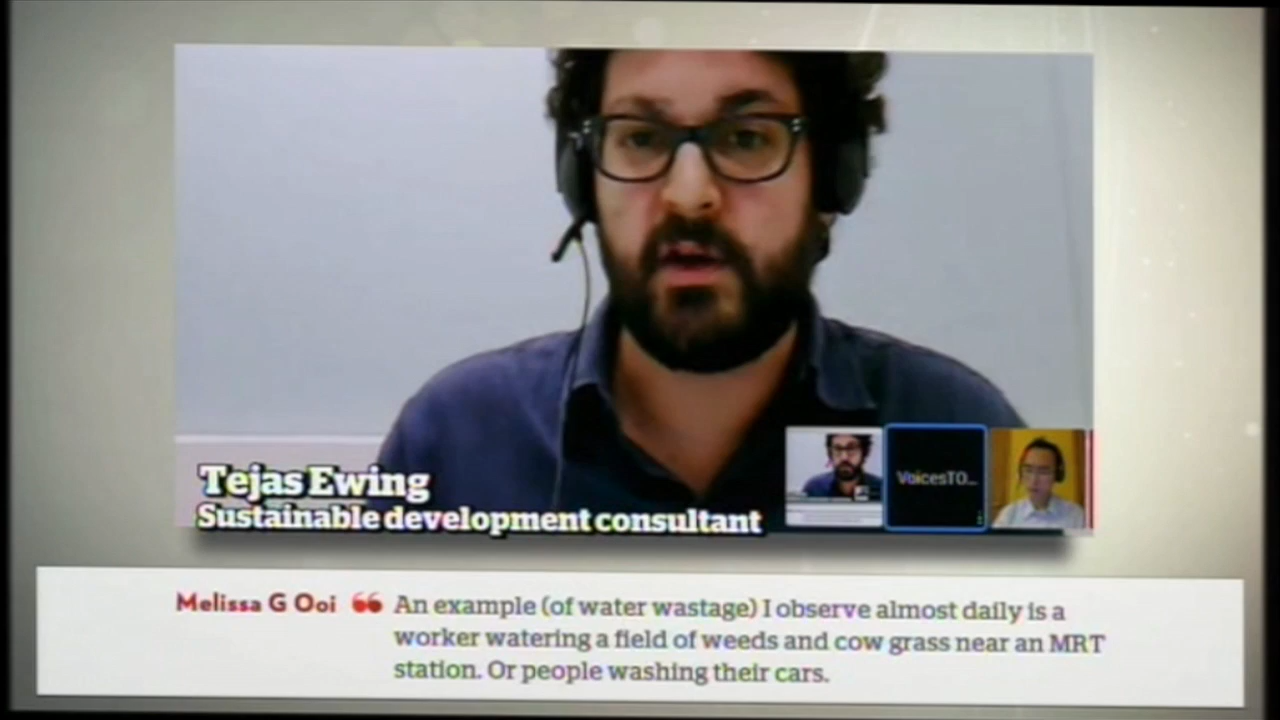 Tejas Ewing
Sustainable development consultant
VoicesTO...
Melissa G Ooi “ An example (of water wastage) I observe almost daily is a
worker watering a field of weeds and cow grass near an MRT
station. Or people washing their cars.